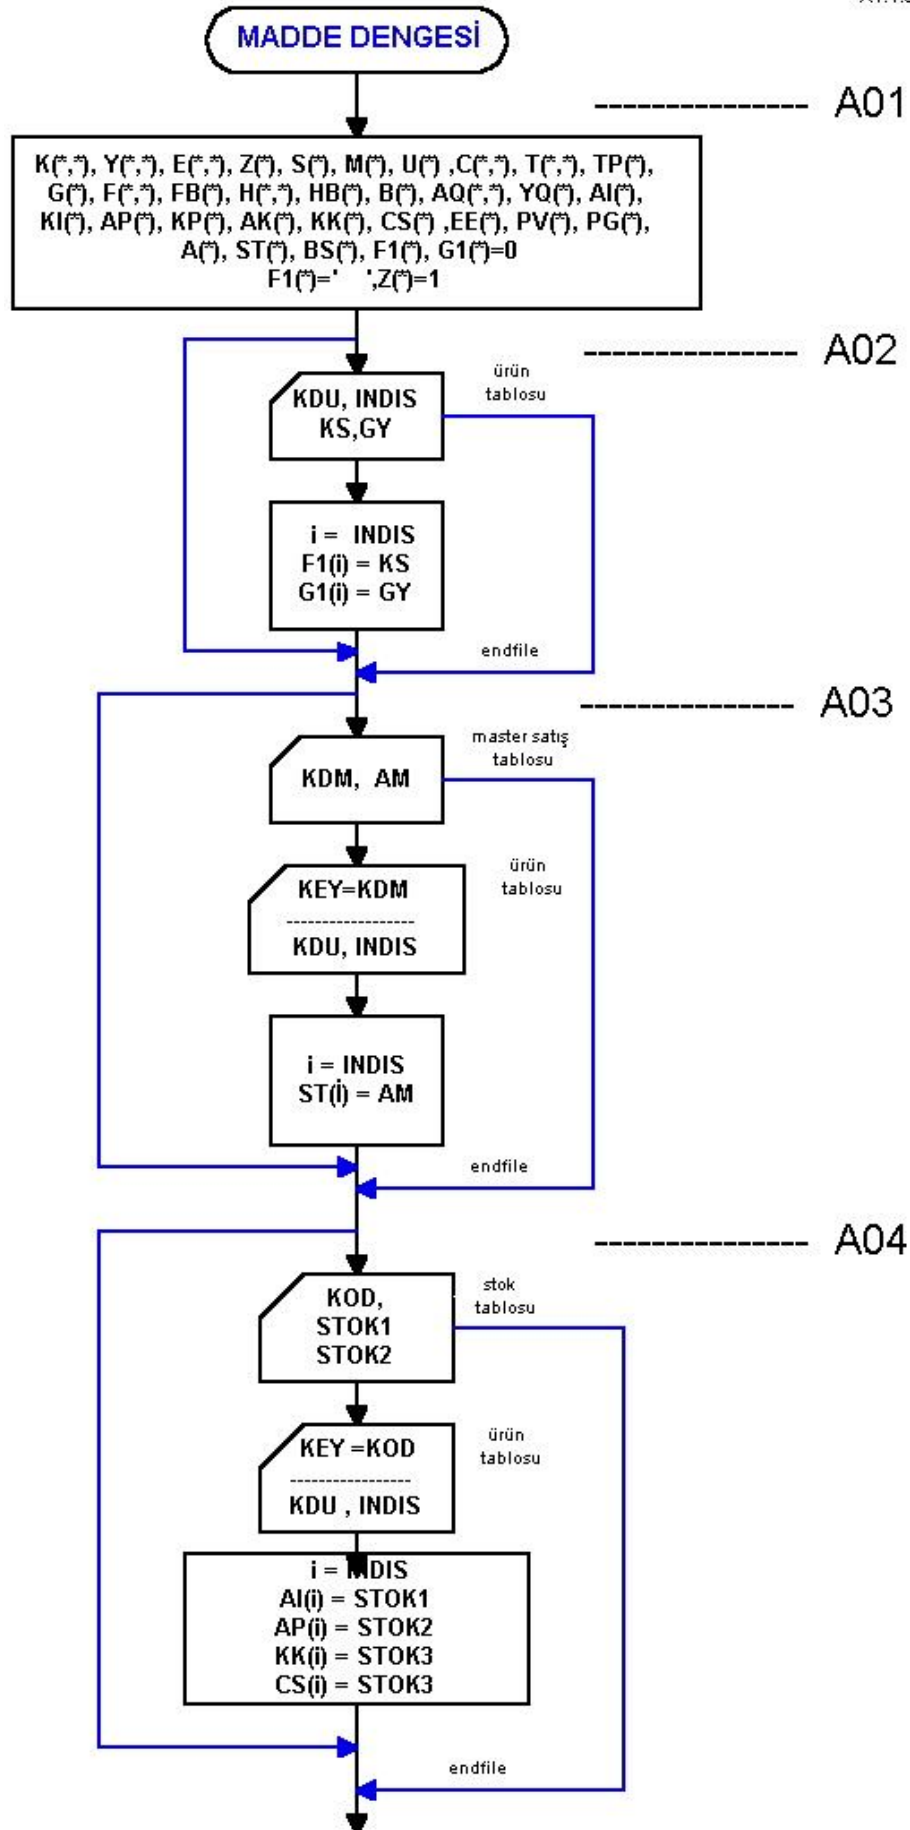 MADDE DENGESİ
---------------- A01
K(*,*), Y(*,*), E(*,*), Z(*), S(*), M(*), U(*) ,C(*,*), T(*,*), TP(*),
G(*), F(*,*), FB(*), H(*,*), HB(*), B(*), AQ(*,*), YQ(*), AI(*),
KI(*), AP(*), KP(*), AK(*), KK(*), CS(*) ,EE(*), PV(*), PG(*),
A(*), ST(*), BS(*), F1(*), G1(*)=0
F1(*)=' ',Z(*)=1
---------------- A02
ürün
tablosu
KDU, INDIS
KS,GY
i = INDIS
F1(i) = KS
G1(i) = GY
endfile
---------------- A03
master satış
tablosu
KDM, AM
ürün
tablosu
KEY=KDM
-------------------
KDU, INDIS
i = INDIS
ST(İ) = AM
endfile
---------------- A04
stok
tablosu
KOD,
STOK1
STOK2
ürün
tablosu
KEY =KOD
------------------
KDU , INDIS
i = INDIS
AI(i) = STOK1
AP(i) = STOK2
KK(i) = STOK3
CS(i) = STOK3
endfile